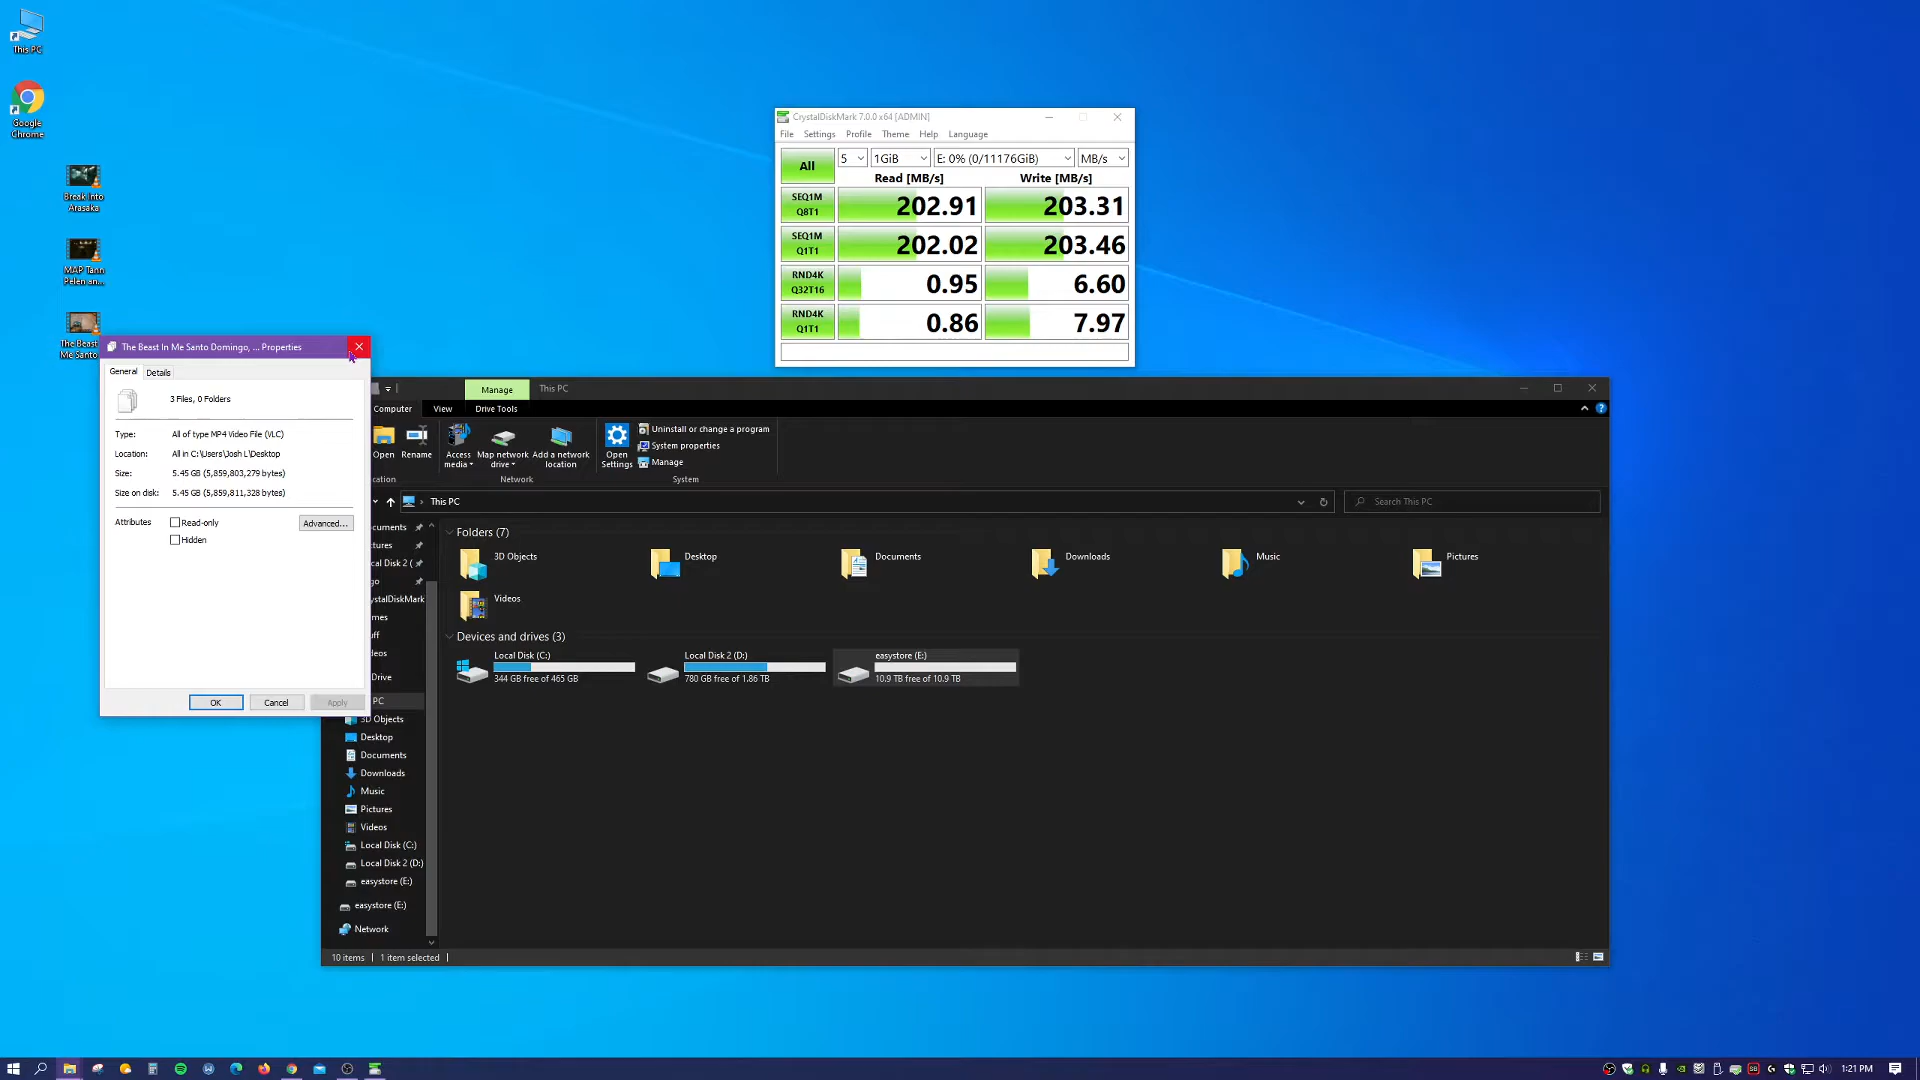 This PC
Google
Chrome
Break Into
Arasaka
MAP Tann
Pelen an...
The Beast
Me Santo
CrystalDiskMark 7.0.0 x64 [ADMIN]
File Settings Profile Theme Help Language
All 5 1GiB E: 0% (0/11176GiB) MB/s
Read [MB/s] Write [MB/s]
SEQ1M
Q8T1 202.91 203.31
SEQ1M
Q1T1 202.02 203.46
RND4K
Q32T16 0.95 6.60
RND4K
Q1T1 0.86 7.97
The Beast In Me Santo Domingo, ... Properties
General Details
3 Files, 0 Folders
Type: All of type MP4 Video File (VLC)
Location: All in C:\Users\Josh L\Desktop
Size: 5.45 GB (5,859,803,279 bytes)
Size on disk: 5.45 GB (5,859,811,328 bytes)
Attributes Read-only Advanced...
Hidden
OK Cancel Apply
Manage This PC
Computer View Drive Tools
Open Rename Access
media Map network
drive Add a network
location Open
Settings
Uninstall or change a program
System properties
Manage
cation Network System
This PC Search This PC
cuments
ctures
cal Disk 2 (
go
ystalDiskMark
mes
uff
deos
Drive
PC
3D Objects
Desktop
Documents
Downloads
Music
Pictures
Videos
Local Disk (C:)
Local Disk 2 (D:)
easystore (E:)
easystore (E:)
Network
Folders (7)
3D Objects Desktop Documents Downloads Music Pictures
Videos
Devices and drives (3)
Local Disk (C:) Local Disk 2 (D:) easystore (E:)
344 GB free of 465 GB 780 GB free of 1.86 TB 10.9 TB free of 10.9 TB
10 items 1 item selected
1:21 PM